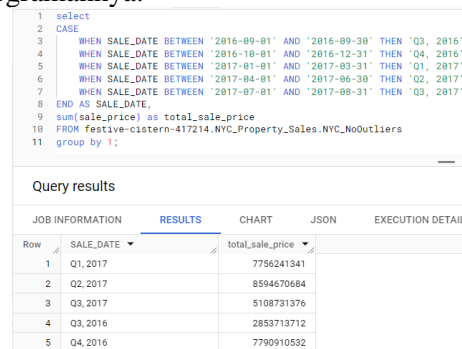 1 select
2 CASE
3 WHEN SALE_DATE BETWEEN '2016-09-01' AND '2016-09-30' THEN 'Q3, 2016'
4 WHEN SALE_DATE BETWEEN '2016-10-01' AND '2016-12-31' THEN 'Q4, 2016'
5 WHEN SALE_DATE BETWEEN '2017-01-01' AND '2017-03-31' THEN 'Q1, 2017'
6 WHEN SALE_DATE BETWEEN '2017-04-01' AND '2017-06-30' THEN 'Q2, 2017'
7 WHEN SALE_DATE BETWEEN '2017-07-01' AND '2017-08-31' THEN 'Q3, 2017'
8 END AS SALE_DATE,
9 sum(sale_price) as total_sale_price
10 FROM festive-cistern-417214.NYC_Property_Sales.NYC_NoOutliers
11 group by 1;
Query results
JOB INFORMATION RESULTS CHART JSON EXECUTION DETAIL
Row SALE_DATE total_sale_price
1 Q1, 2017 7756241341
2 Q2, 2017 8594670684
3 Q3, 2017 5108731376
4 Q3, 2016 2853713712
5 Q4, 2016 7790910532